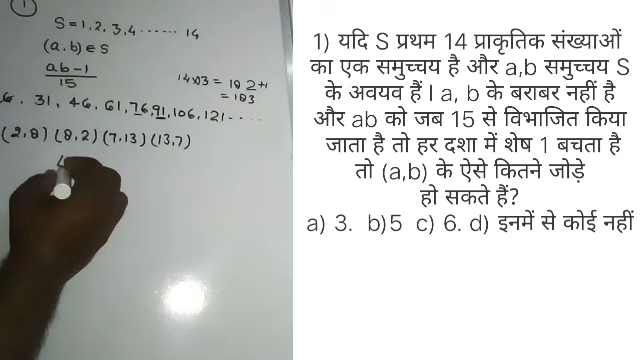 1
S = 1, 2, 3, 4 ...... 14
(a, b) ∈ S
ab - 1
15
14×03 = 182 +1
= 183
31, 46, 61, 76, 91, 106, 121 .....
(2, 8) (8, 2) (7, 13) (13, 7)
1) यदि S प्रथम 14 प्राकृतिक संख्याओं
का एक समुच्चय है और a,b समुच्चय S
के अवयव हैं l a, b के बराबर नहीं है
और ab को जब 15 से विभाजित किया
जाता है तो हर दशा में शेष 1 बचता है
तो (a,b) के ऐसे कितने जोड़े
हो सकते हैं?
a) 3. b)5 c) 6. d) इनमें से कोई नहीं